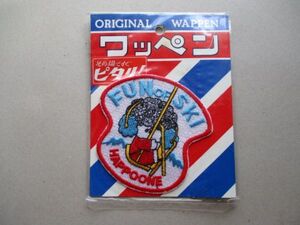 ORIGINAL WAPPEN
ワッペン
ピタリ!
FUN OF SKI
HAPPOONE